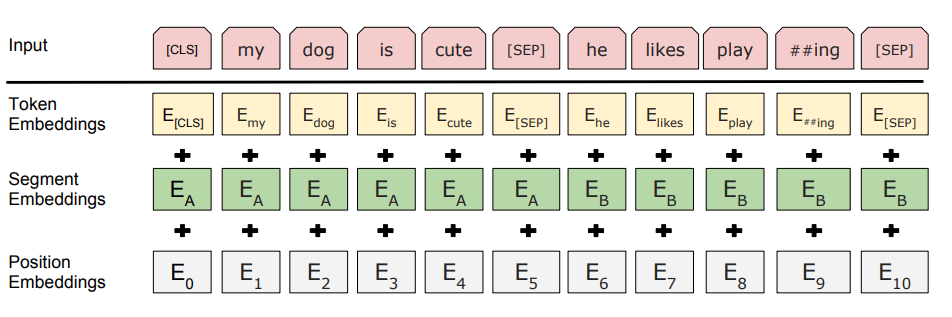 Input [CLS] my dog is cute [SEP] he likes play ##ing [SEP]
Token Embeddings E[CLS] Emy Edog Eis Ecute E[SEP] Ehe Elikes Eplay E##ing E[SEP]
+ + + + + + + + + + +
Segment Embeddings EA EA EA EA EA EA EB EB EB EB EB
+ + + + + + + + + + +
Position Embeddings E0 E1 E2 E3 E4 E5 E6 E7 E8 E9 E10